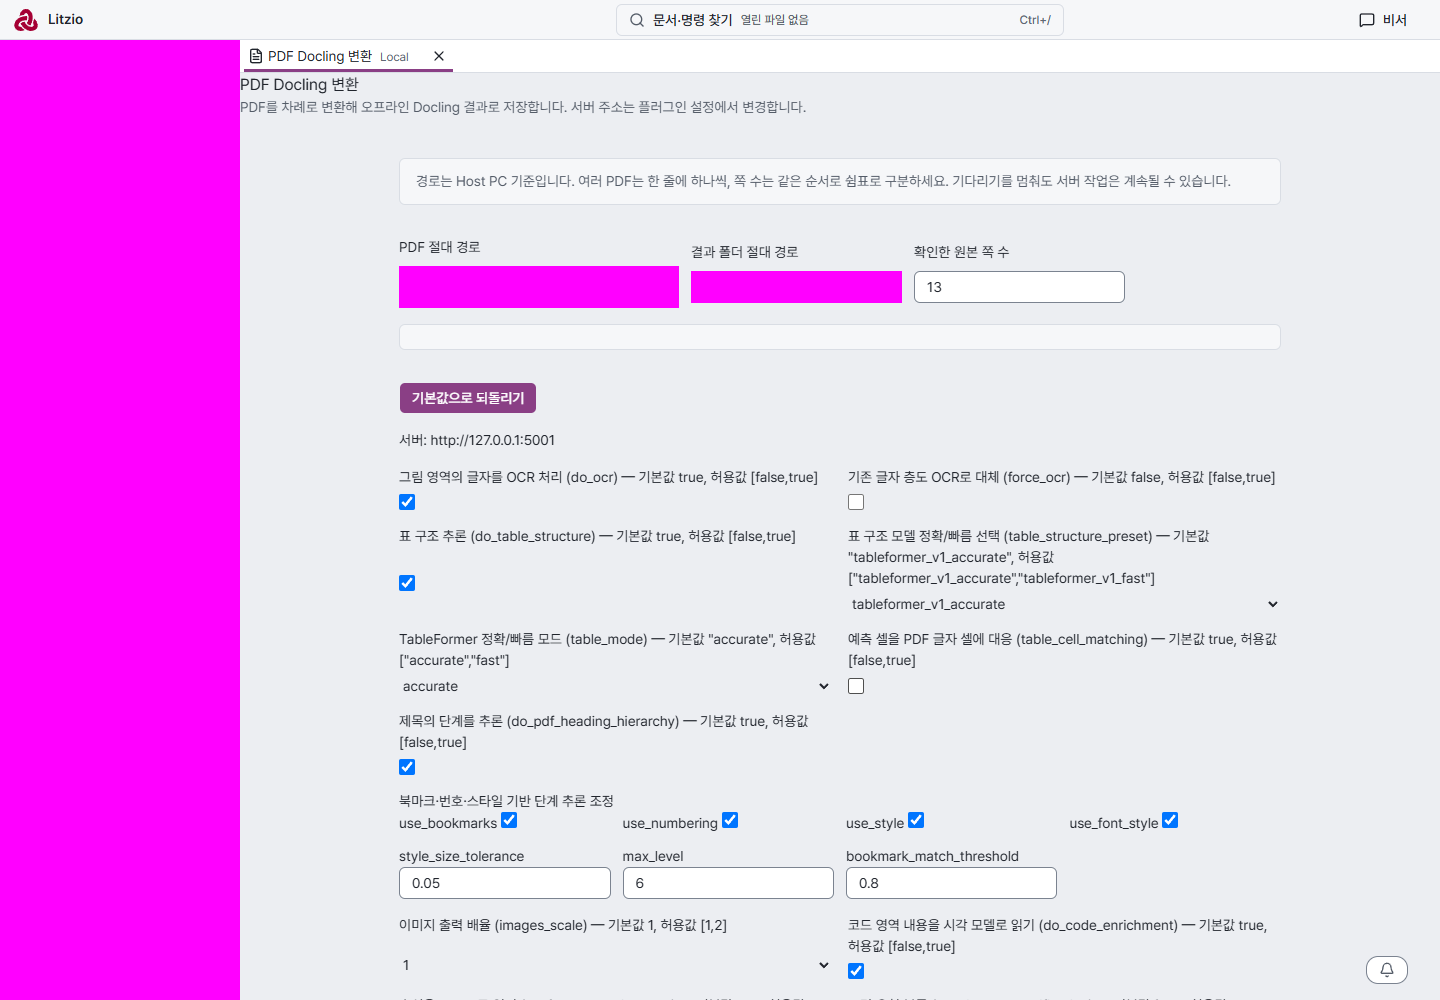 Litzio
문서·명령 찾기 열린 파일 없음 Ctrl+/
비서
PDF Docling 변환 Local
PDF Docling 변환
PDF를 차례로 변환해 오프라인 Docling 결과로 저장합니다. 서버 주소는 플러그인 설정에서 변경합니다.
경로는 Host PC 기준입니다. 여러 PDF는 한 줄에 하나씩, 쪽 수는 같은 순서로 쉼표로 구분하세요. 기다리기를 멈춰도 서버 작업은 계속될 수 있습니다.
PDF 절대 경로
결과 폴더 절대 경로
확인한 원본 쪽 수
13
기본값으로 되돌리기
서버: http://127.0.0.1:5001
그림 영역의 글자를 OCR 처리 (do_ocr) — 기본값 true, 허용값 [false,true]
기존 글자 층도 OCR로 대체 (force_ocr) — 기본값 false, 허용값 [false,true]
표 구조 추론 (do_table_structure) — 기본값 true, 허용값 [false,true]
표 구조 모델 정확/빠름 선택 (table_structure_preset) — 기본값
"tableformer_v1_accurate", 허용값
["tableformer_v1_accurate","tableformer_v1_fast"]
tableformer_v1_accurate
TableFormer 정확/빠름 모드 (table_mode) — 기본값 "accurate", 허용값
["accurate","fast"]
accurate
예측 셀을 PDF 글자 셀에 대응 (table_cell_matching) — 기본값 true, 허용값
[false,true]
제목의 단계를 추론 (do_pdf_heading_hierarchy) — 기본값 true, 허용값
[false,true]
북마크·번호·스타일 기반 단계 추론 조정
use_bookmarks
use_numbering
use_style
use_font_style
style_size_tolerance
max_level
bookmark_match_threshold
0.05
6
0.8
이미지 출력 배율 (images_scale) — 기본값 1, 허용값 [1,2]
1
코드 영역 내용을 시각 모델로 읽기 (do_code_enrichment) — 기본값 true,
허용값 [false,true]